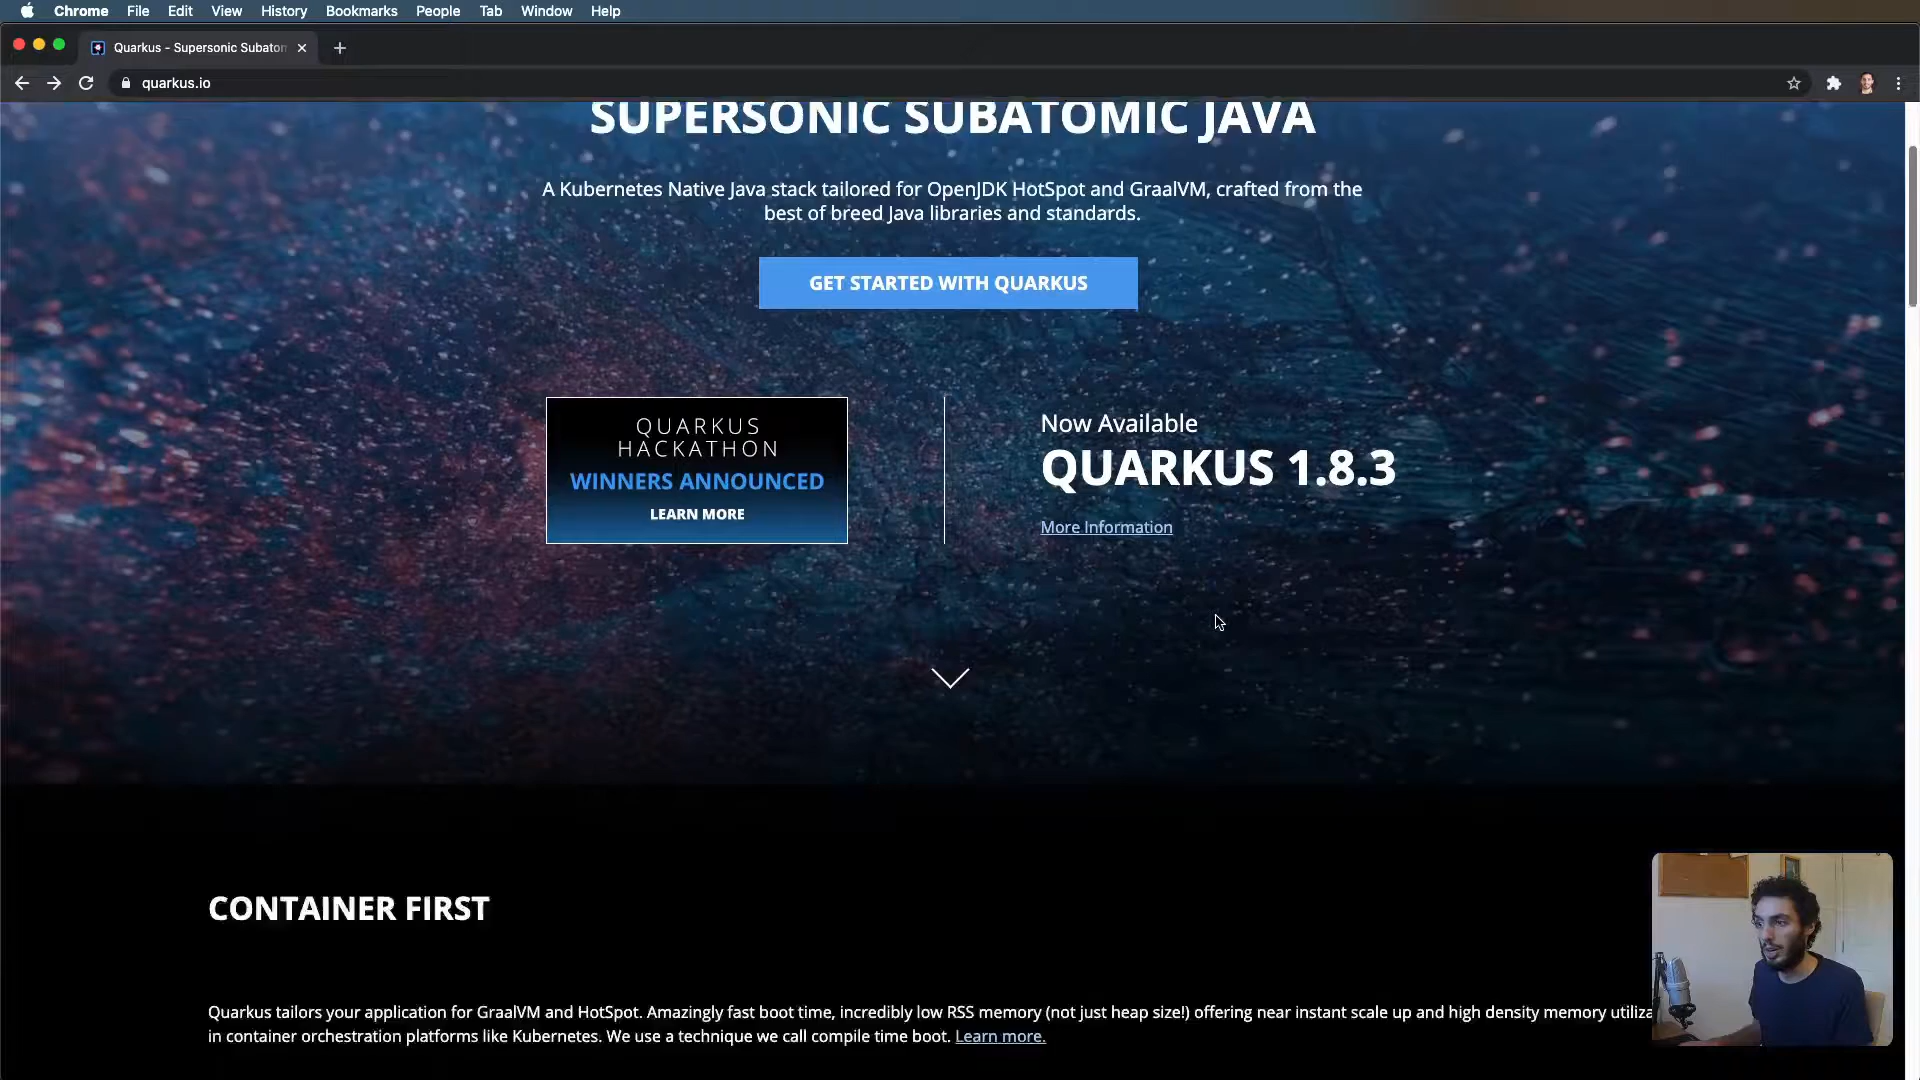 Chrome File Edit View History Bookmarks People Tab Window Help
Quarkus - Supersonic Subaton
quarkus.io
SUPERSONIC SUBATOMIC JAVA
A Kubernetes Native Java stack tailored for OpenJDK HotSpot and GraalVM, crafted from the
best of breed Java libraries and standards.
GET STARTED WITH QUARKUS
QUARKUS
HACKATHON
WINNERS ANNOUNCED
LEARN MORE
Now Available
QUARKUS 1.8.3
More Information
CONTAINER FIRST
Quarkus tailors your application for GraalVM and HotSpot. Amazingly fast boot time, incredibly low RSS memory (not just heap size!) offering near instant scale up and high density memory utiliza
in container orchestration platforms like Kubernetes. We use a technique we call compile time boot. Learn more.